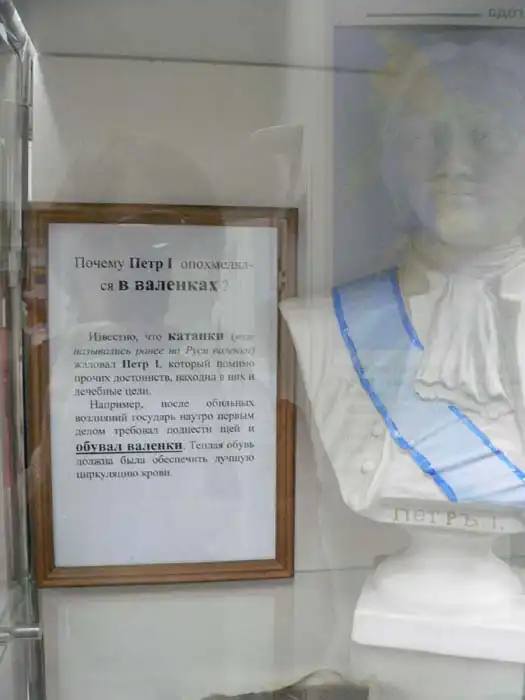 Почему Петр I опохмелял-
ся в валенках?
Известно, что катанки (так
назывались ранее на Руси валенки)
жаловал Петр I, который помимо
прочих достоинств, находил в них и
лечебные цели.
Например, после обильных
возлияний государь наутро первым
делом требовал поднести щей и
обувал валенки. Теплая обувь
должна была обеспечить лучшую
циркуляцию крови.
ПЕТРЪ I.